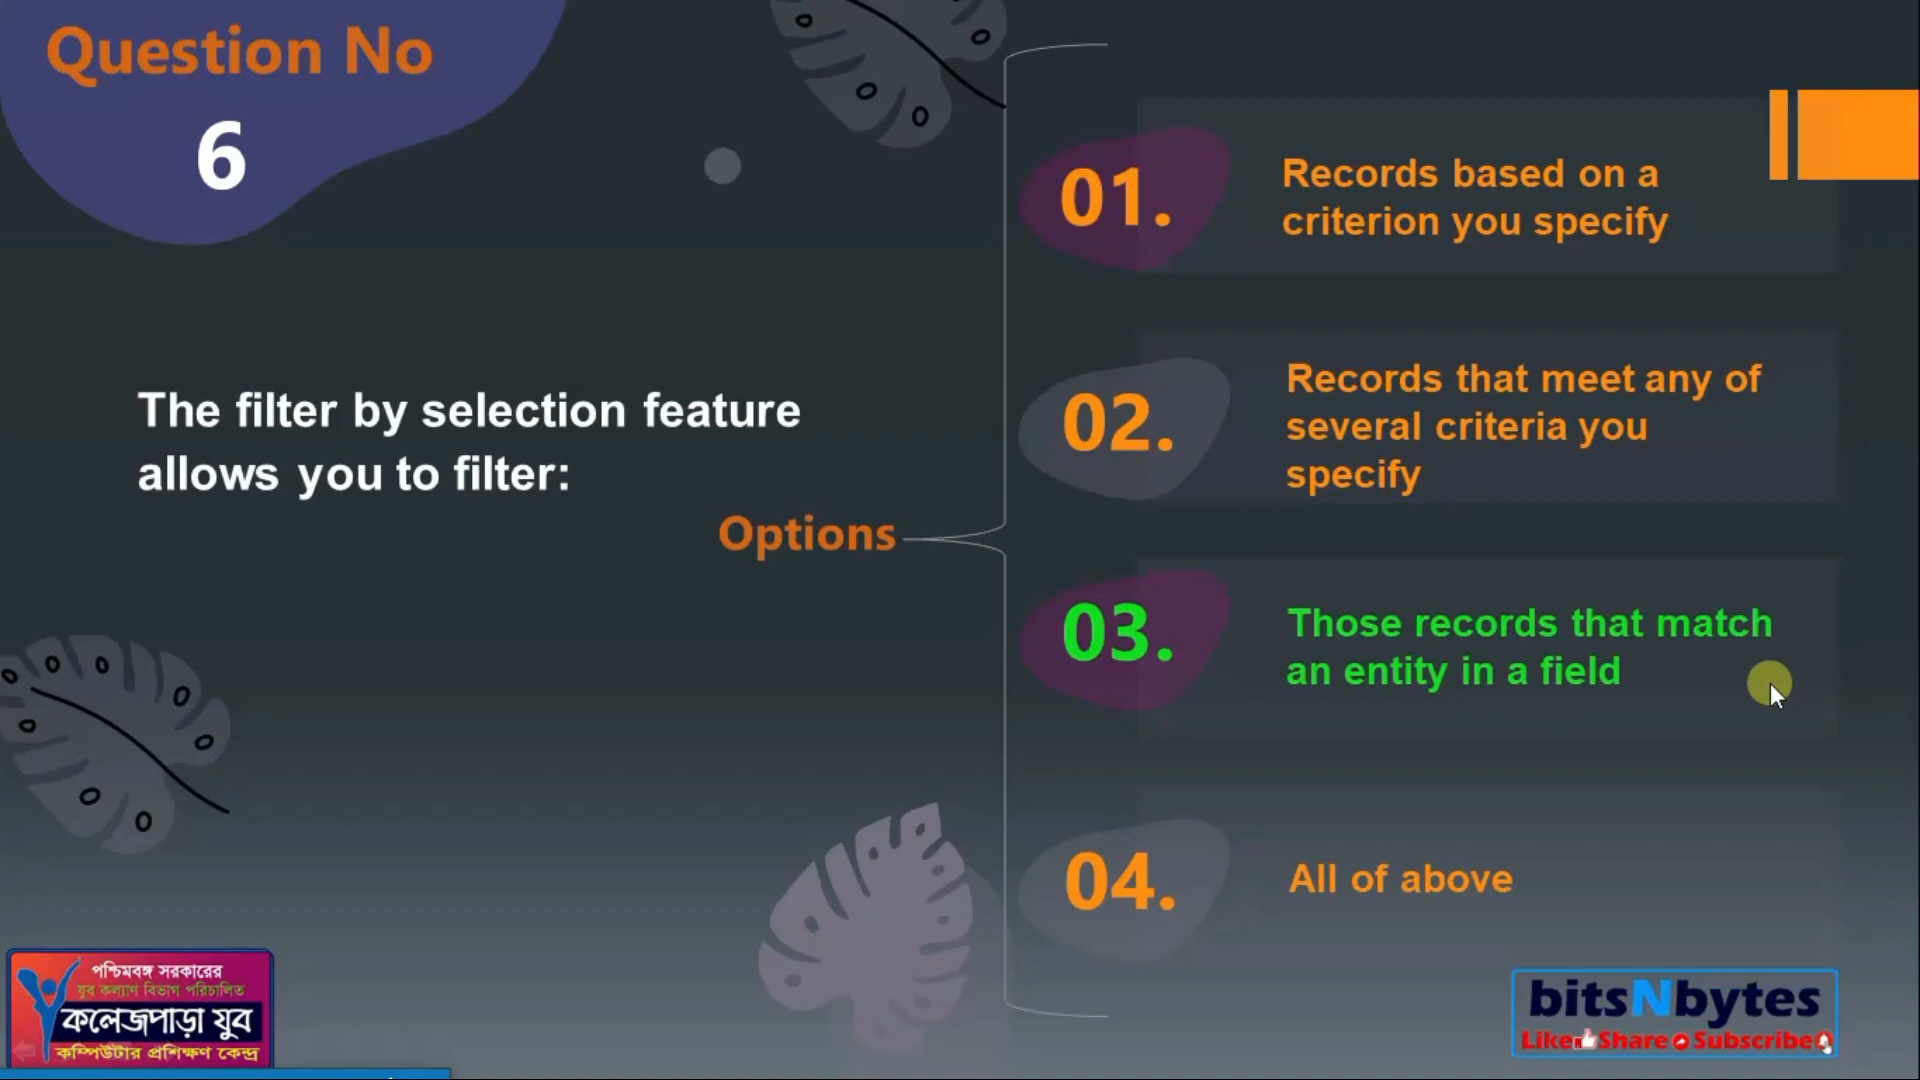 Question No
6
The filter by selection feature
allows you to filter:
Options
01.
Records based on a
criterion you specify
02.
Records that meet any of
several criteria you
specify
03.
Those records that match
an entity in a field
04.
All of above
পশ্চিমবঙ্গ সরকারের
যুব কল্যাণ বিভাগ পরিচালিত
কলেজপাড়া যুব
কম্পিউটার প্রশিক্ষণ কেন্দ্র
bitsNbytes
Like Share Subscribe